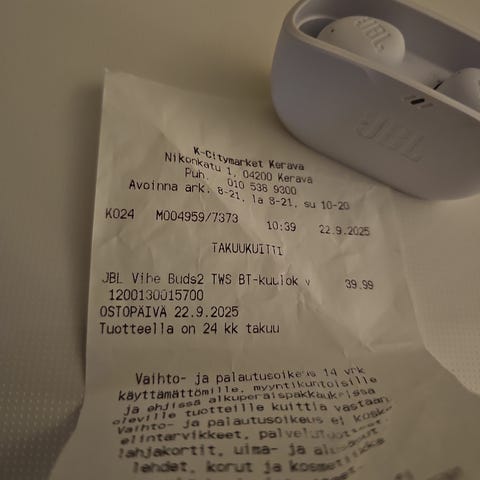 JBL
JBL
K-Citymarket Kerava
Nikonkatu 1, 04200 Kerava
Puh. 010 538 9300
Avoinna ark. 8-21, la 8-21, su 10-20
K024 M004959/7373 10:39 22.9.2025
TAKUUKUITTI
JBL Vibe Buds2 TWS BT-kuulok v 39.99
1200130015700
OSTOPÄIVÄ 22.9.2025
Tuotteella on 24 kk takuu
Vaihto- ja palautusoikeus 14 vrk
käyttämättömille, myyntikuntoisille
ja ehjissä alkuperäispakkauksissa
oleville tuotteille kuittia vastaan.
Vaihto- ja palautusoikeus ei koske
elintarvikkeet,
lahjakortit, uima- ja alusasut
lehdet, korut ja kosmetiikka